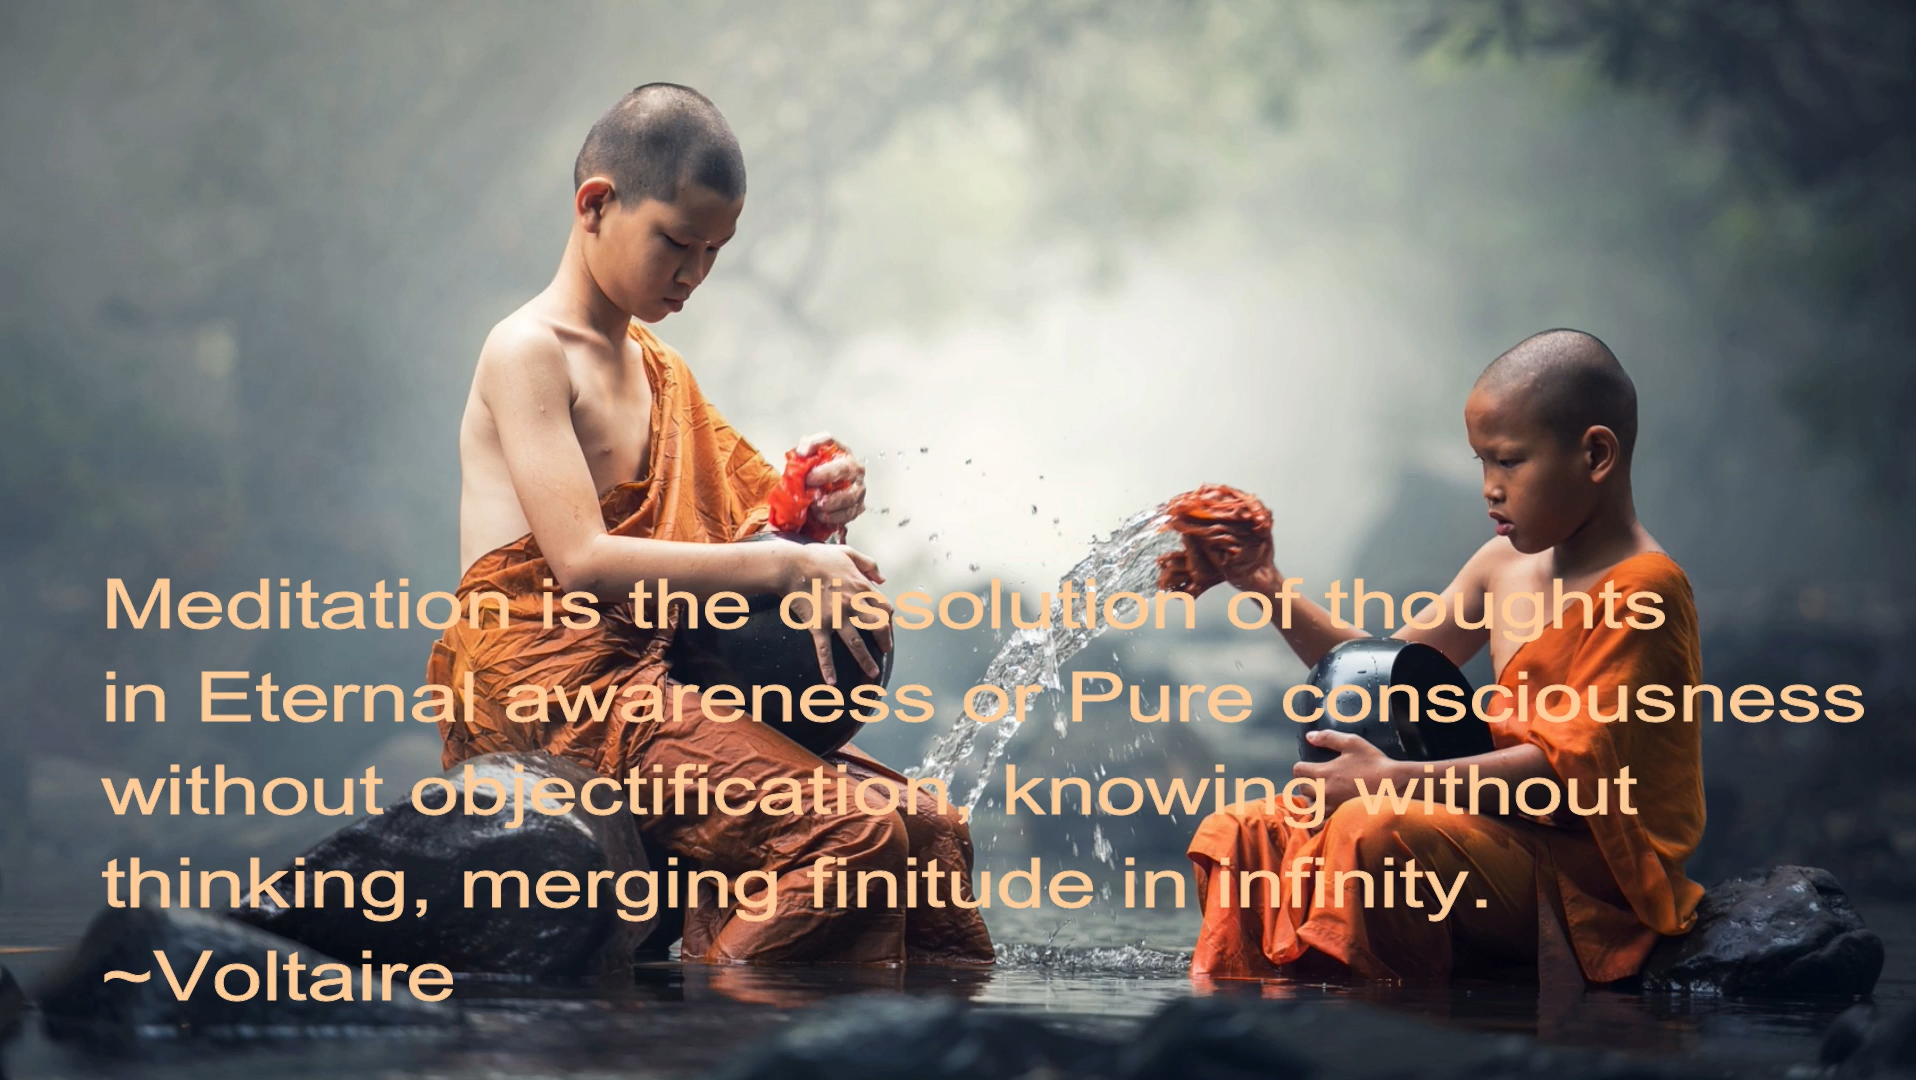 Meditation is the dissolution of thoughts
in Eternal awareness or Pure consciousness
without objectification, knowing without
thinking, merging finitude in infinity.
~Voltaire